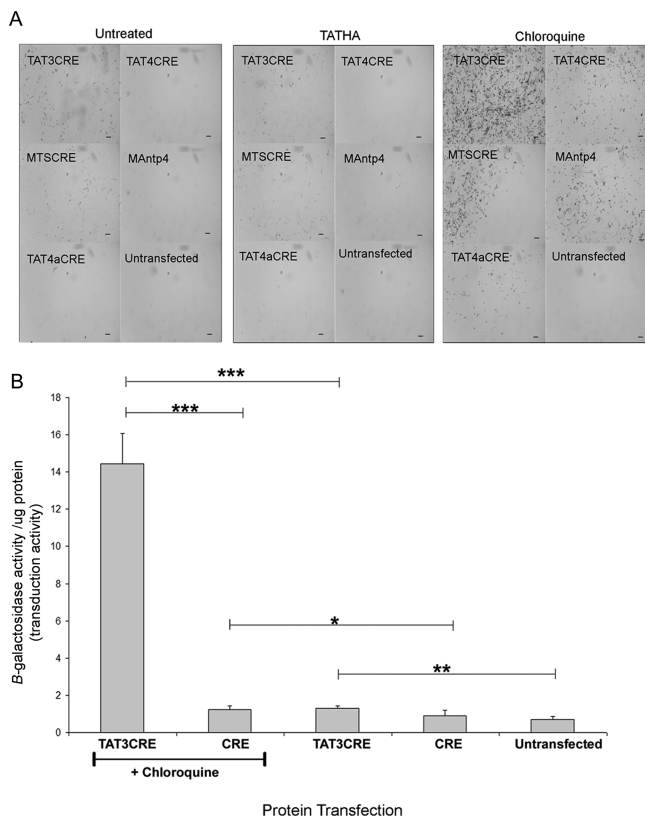 A
Untreated
TATHA
Chloroquine
TAT3CRE
TAT4CRE
MTSCRE
MAntp4
TAT4aCRE
Untransfected
TAT3CRE
TAT4CRE
MTSCRE
MAntp4
TAT4aCRE
Untransfected
TAT3CRE
TAT4CRE
MTSCRE
MAntp4
TAT4aCRE
Untransfected
B
***
***
18
16
14
12
10
8
6
4
2
0
B-galactosidase activity /ug protein
(transduction activity)
*
**
TAT3CRE
CRE
TAT3CRE
CRE
Untransfected
+ Chloroquine
Protein Transfection